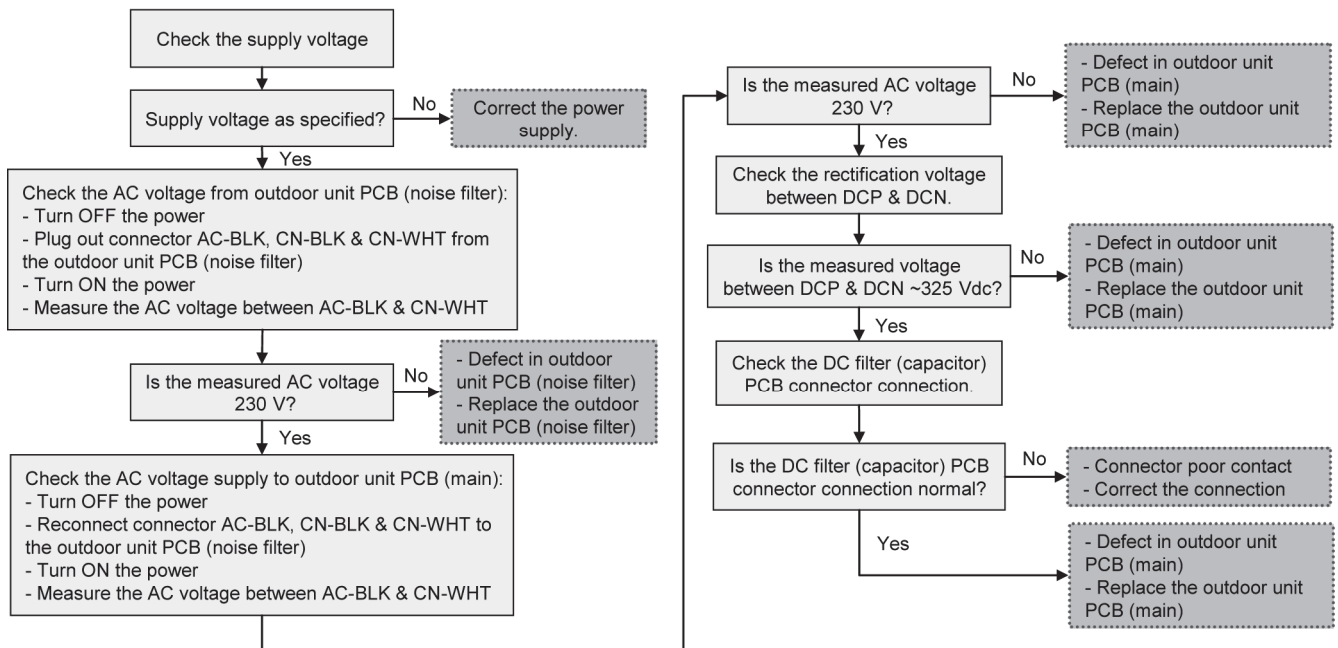 Check the supply voltage
Supply voltage as specified?
No
Correct the power
supply.
Yes
Check the AC voltage from outdoor unit PCB (noise filter):
- Turn OFF the power
- Plug out connector AC-BLK, CN-BLK & CN-WHT from
the outdoor unit PCB (noise filter)
- Turn ON the power
- Measure the AC voltage between AC-BLK & CN-WHT
Is the measured AC voltage
230 V?
No
- Defect in outdoor
unit PCB (noise filter)
- Replace the outdoor
unit PCB (noise filter)
Yes
Check the AC voltage supply to outdoor unit PCB (main):
- Turn OFF the power
- Reconnect connector AC-BLK, CN-BLK & CN-WHT to
the outdoor unit PCB (noise filter)
- Turn ON the power
- Measure the AC voltage between AC-BLK & CN-WHT
Is the measured AC voltage
230 V?
No
- Defect in outdoor unit
PCB (main)
- Replace the outdoor unit
PCB (main)
Yes
Check the rectification voltage
between DCP & DCN.
Is the measured voltage
between DCP & DCN ~325 Vdc?
No
- Defect in outdoor unit
PCB (main)
- Replace the outdoor unit
PCB (main)
Yes
Check the DC filter (capacitor)
PCB connector connection.
Is the DC filter (capacitor) PCB
connector connection normal?
No
- Connector poor contact
- Correct the connection
Yes
- Defect in outdoor unit
PCB (main)
- Replace the outdoor unit
PCB (main)